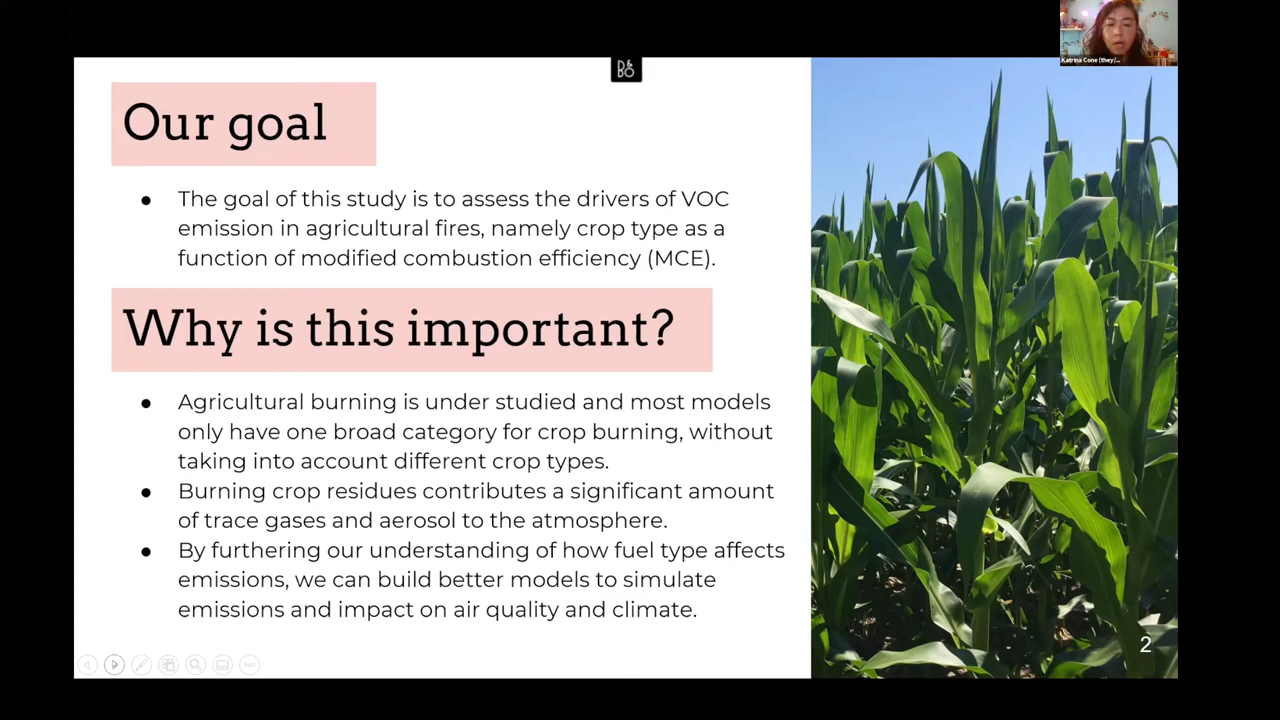 Katrina Cone (they/...
B&
BO
Our goal
● The goal of this study is to assess the drivers of VOC
emission in agricultural fires, namely crop type as a
function of modified combustion efficiency (MCE).
Why is this important?
● Agricultural burning is under studied and most models
only have one broad category for crop burning, without
taking into account different crop types.
● Burning crop residues contributes a significant amount
of trace gases and aerosol to the atmosphere.
● By furthering our understanding of how fuel type affects
emissions, we can build better models to simulate
emissions and impact on air quality and climate.
2